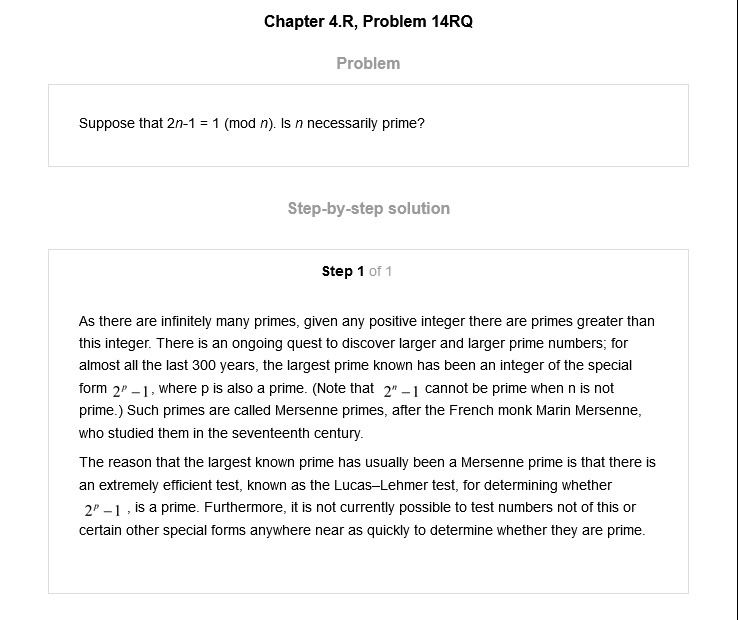 Chapter 4.R, Problem 14RQ
Problem
Suppose that 2n-1 = 1 (mod n). Is n necessarily prime?
Step-by-step solution
Step 1 of 1
As there are infinitely many primes, given any positive integer there are primes greater than
this integer. There is an ongoing quest to discover larger and larger prime numbers; for
almost all the last 300 years, the largest prime known has been an integer of the special
form 2ᵖ – 1, where p is also a prime. (Note that 2ⁿ – 1 cannot be prime when n is not
prime.) Such primes are called Mersenne primes, after the French monk Marin Mersenne,
who studied them in the seventeenth century.
The reason that the largest known prime has usually been a Mersenne prime is that there is
an extremely efficient test, known as the Lucas–Lehmer test, for determining whether
2ᵖ – 1 , is a prime. Furthermore, it is not currently possible to test numbers not of this or
certain other special forms anywhere near as quickly to determine whether they are prime.